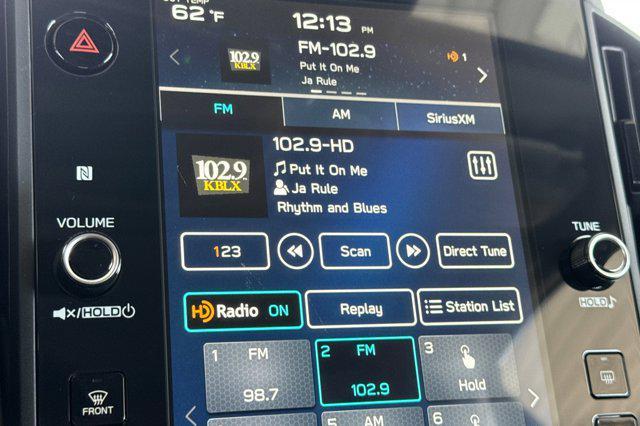 62°F
12:13 PM
102.9
KBLX
FM-102.9
Put It On Me
Ja Rule
HD 1
FM
AM
SiriusXM
102.9
KBLX
102.9-HD
Put It On Me
Ja Rule
Rhythm and Blues
VOLUME
TUNE
123
Scan
Direct Tune
HOLD
HOLD
HD Radio ON
Replay
Station List
1 FM
98.7
2 FM
102.9
3
Hold
FRONT
5 AM
6